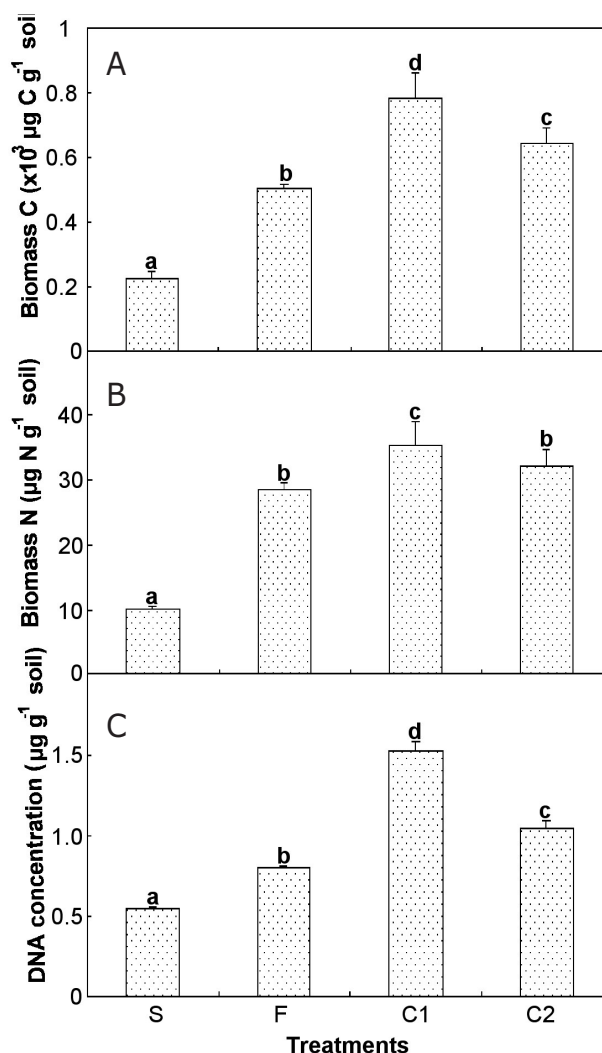 A
Biomass C (x10³ µg C g⁻¹ soil
1
0.8
0.6
0.4
0.2
0
a
b
d
c
B
Biomass N (µg N g⁻¹ soil)
40
30
20
10
0
a
b
c
b
C
DNA concentration (µg g⁻¹ soil)
1.5
1.0
0.5
0
a
b
d
c
S F C1 C2
Treatments